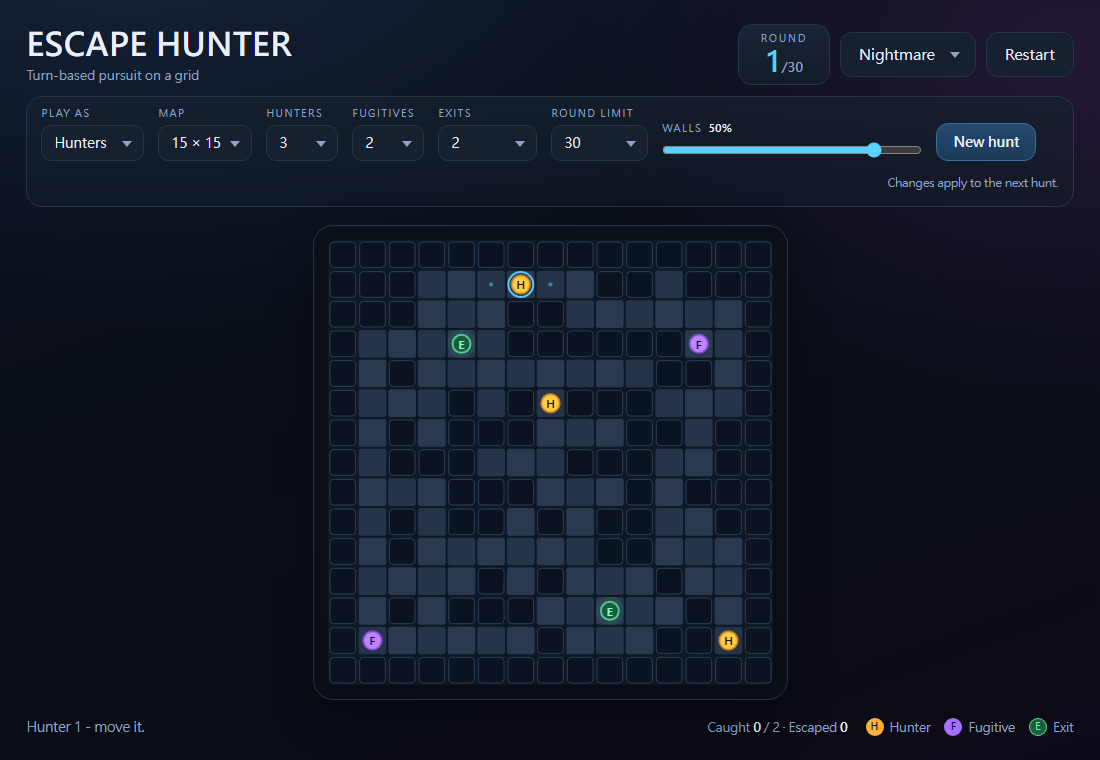 ESCAPE HUNTER
Turn-based pursuit on a grid
ROUND
1/30
Nightmare
Restart
PLAY AS
Hunters
MAP
15 × 15
HUNTERS
3
FUGITIVES
2
EXITS
2
ROUND LIMIT
30
WALLS 50%
New hunt
Changes apply to the next hunt.
H
E
F
H
E
F
H
Hunter 1 - move it.
Caught 0 / 2 · Escaped 0
H Hunter
F Fugitive
E Exit